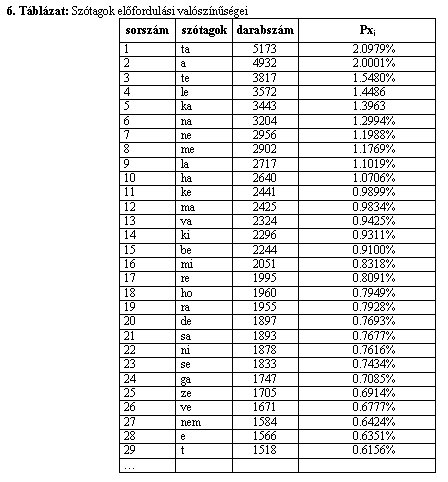 6. Táblázat: Szótagok előfordulási valószínűségei
sorszám szótagok darabszám Pxi
1 ta 5173 2.0979%
2 a 4932 2.0001%
3 te 3817 1.5480%
4 le 3572 1.4486
5 ka 3443 1.3963
6 na 3204 1.2994%
7 ne 2956 1.1988%
8 me 2902 1.1769%
9 la 2717 1.1019%
10 ha 2640 1.0706%
11 ke 2441 0.9899%
12 ma 2425 0.9834%
13 va 2324 0.9425%
14 ki 2296 0.9311%
15 be 2244 0.9100%
16 mi 2051 0.8318%
17 re 1995 0.8091%
18 ho 1960 0.7949%
19 ra 1955 0.7928%
20 de 1897 0.7693%
21 sa 1893 0.7677%
22 ni 1878 0.7616%
23 se 1833 0.7434%
24 ga 1747 0.7085%
25 ze 1705 0.6914%
26 ve 1671 0.6777%
27 nem 1584 0.6424%
28 e 1566 0.6351%
29 t 1518 0.6156%
...